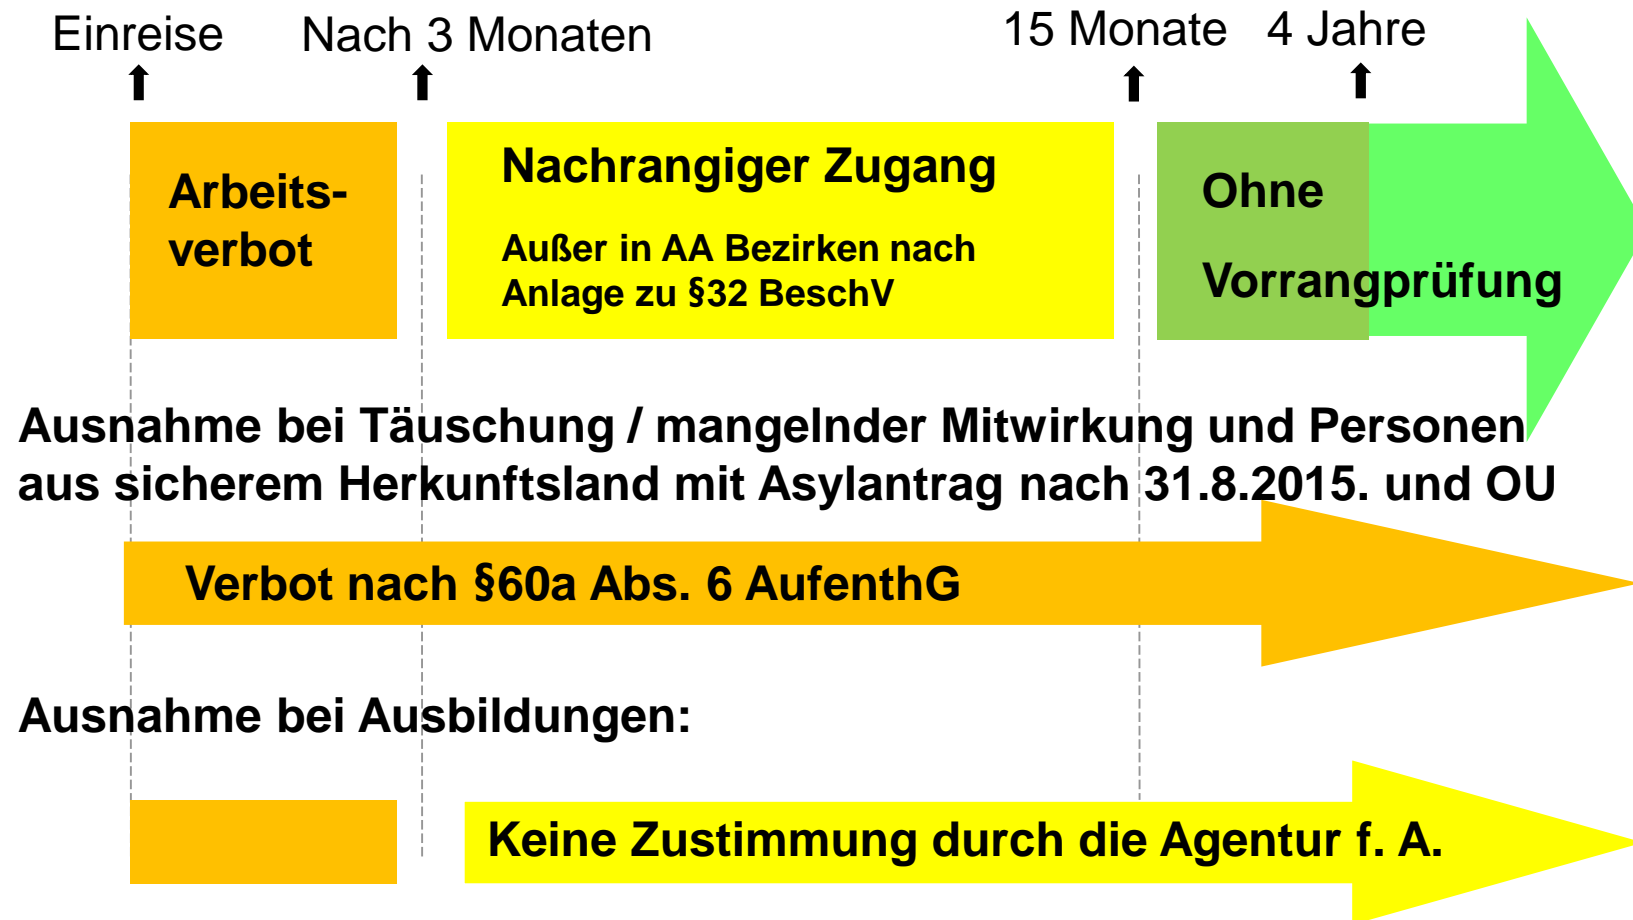 Einreise
Nach 3 Monaten
15 Monate
4 Jahre
Arbeits-
verbot
Nachrangiger Zugang
Außer in AA Bezirken nach
Anlage zu §32 BeschV
Ohne
Vorrangprüfung
Ausnahme bei Täuschung / mangelnder Mitwirkung und Personen
aus sicherem Herkunftsland mit Asylantrag nach 31.8.2015. und OU
Verbot nach §60a Abs. 6 AufenthG
Ausnahme bei Ausbildungen:
Keine Zustimmung durch die Agentur f. A.